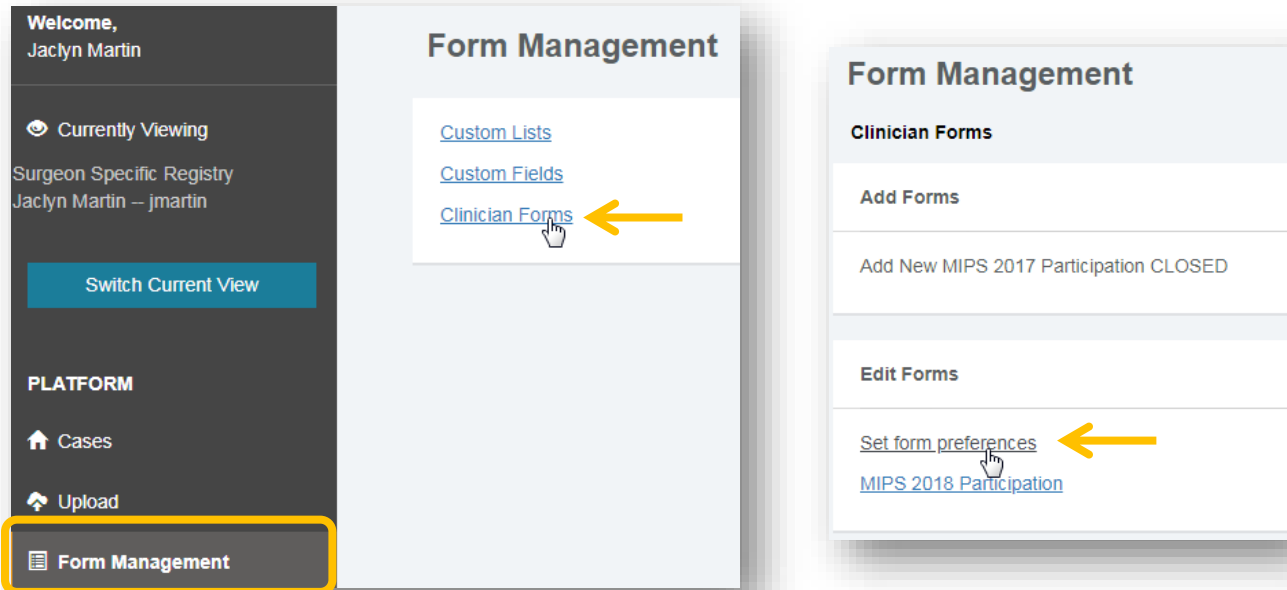 Welcome,
Jaclyn Martin
Currently Viewing
Surgeon Specific Registry
Jaclyn Martin -- jmartin
Switch Current View
PLATFORM
Cases
Upload
Form Management
Form Management
Custom Lists
Custom Fields
Clinician Forms
Form Management
Clinician Forms
Add Forms
Add New MIPS 2017 Participation CLOSED
Edit Forms
Set form preferences
MIPS 2018 Participation